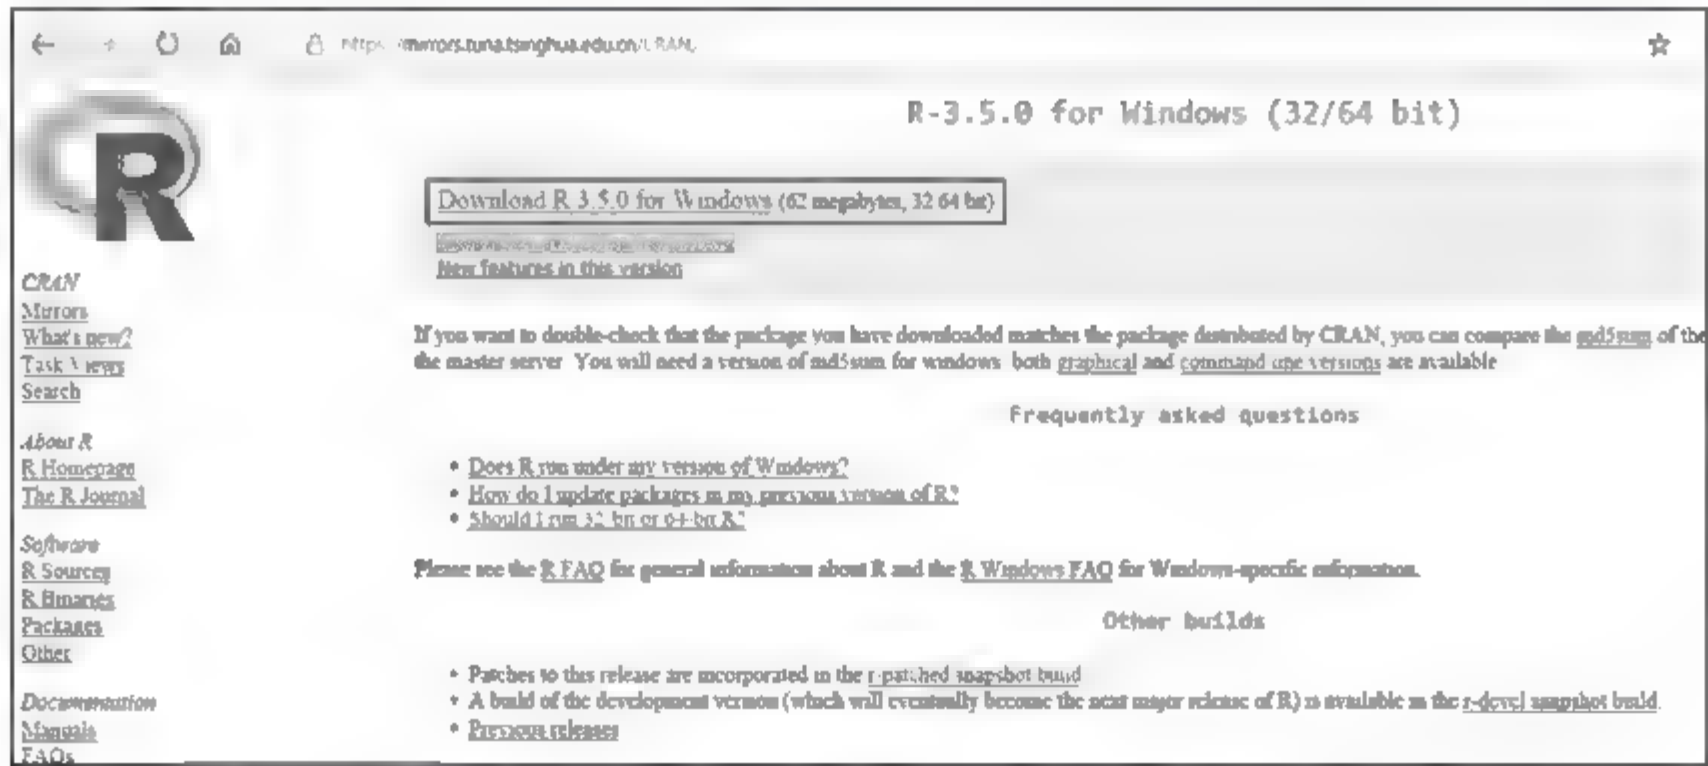 https mirrors.tuna.tsinghua.edu.cn/CRAN/
R
CRAN
Mirrors
What's new?
Task Views
Search
About R
R Homepage
The R Journal
Software
R Sources
R Binaries
Packages
Other
Documentation
Manuals
FAQs
R-3.5.0 for Windows (32/64 bit)
Download R 3.5.0 for Windows (62 megabytes, 32 64 bit)
New features in this version
If you want to double-check that the package you have downloaded matches the package distributed by CRAN, you can compare the md5sum of the
the master server You will need a version of md5sum for windows both graphical and command line versions are available
Frequently asked questions
• Does R run under my version of Windows?
• How do I update packages in my previous version of R?
• Should I run 32-bit or 64-bit R?
Please see the R FAQ for general information about R and the R Windows FAQ for Windows-specific information.
Other builds
• Patches to this release are incorporated in the r-patched snapshot build
• A build of the development version (which will eventually become the next major release of R) is available in the r-devel snapshot build.
• Previous releases